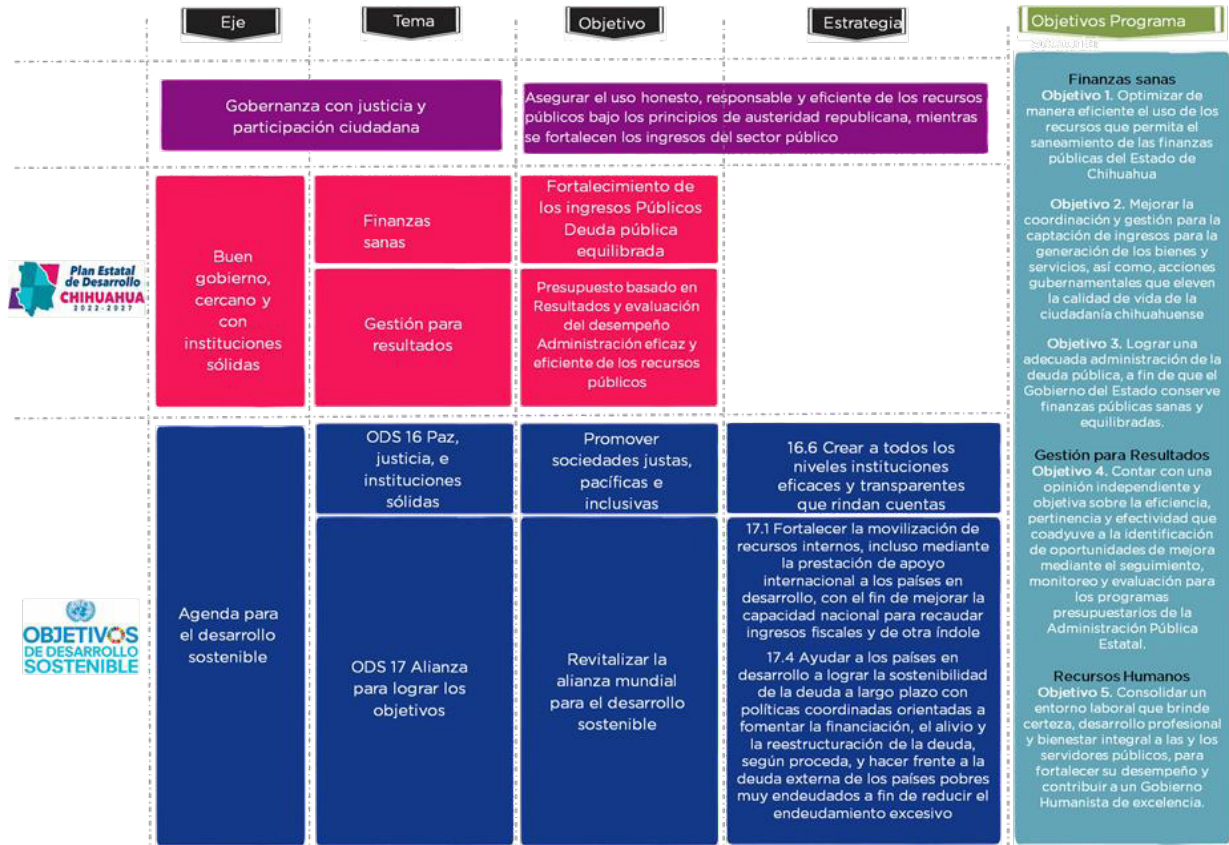 Eje
Tema
Objetivo
Estrategia
Objetivos Programa
Gobernanza con justicia y
participación ciudadana
Asegurar el uso honesto, responsable y eficiente de los recursos
públicos bajo los principios de austeridad republicana, mientras
se fortalecen los ingresos del sector público
Plan Estatal
de Desarrollo
CHIHUAHUA
2022-2027
Buen
gobierno,
cercano y
con
instituciones
sólidas
Finanzas
sanas
Fortalecimiento de
los ingresos Públicos
Deuda pública
equilibrada
Gestión para
resultados
Presupuesto basado en
Resultados y evaluación
del desempeño
Administración eficaz y
eficiente de los recursos
públicos
OBJETIVOS
DE DESARROLLO
SOSTENIBLE
Agenda para
el desarrollo
sostenible
ODS 16 Paz,
justicia, e
instituciones
sólidas
Promover
sociedades justas,
pacíficas e
inclusivas
16.6 Crear a todos los
niveles instituciones
eficaces y transparentes
que rindan cuentas
ODS 17 Alianza
para lograr los
objetivos
Revitalizar la
alianza mundial
para el desarrollo
sostenible
17.1 Fortalecer la movilización de
recursos internos, incluso mediante
la prestación de apoyo
internacional a los países en
desarrollo, con el fin de mejorar la
capacidad nacional para recaudar
ingresos fiscales y de otra índole
17.4 Ayudar a los países en
desarrollo a lograr la sostenibilidad
de la deuda a largo plazo con
políticas coordinadas orientadas a
fomentar la financiación, el alivio y
la reestructuración de la deuda,
según proceda, y hacer frente a la
deuda externa de los países pobres
muy endeudados a fin de reducir el
endeudamiento excesivo
Finanzas sanas
Objetivo 1. Optimizar de
manera eficiente el uso de los
recursos que permita el
saneamiento de las finanzas
públicas del Estado de
Chihuahua
Objetivo 2. Mejorar la
coordinación y gestión para la
captación de ingresos para la
generación de los bienes y
servicios, así como, acciones
gubernamentales que eleven
la calidad de vida de la
ciudadanía chihuahuense
Objetivo 3. Lograr una
adecuada administración de la
deuda pública, a fin de que el
Gobierno del Estado conserve
finanzas públicas sanas y
equilibradas.
Gestión para Resultados
Objetivo 4. Contar con una
opinión independiente y
objetiva sobre la eficiencia,
pertinencia y efectividad que
coadyuve a la identificación
de oportunidades de mejora
mediante el seguimiento,
monitoreo y evaluación para
los programas
presupuestarios de la
Administración Pública
Estatal.
Recursos Humanos
Objetivo 5. Consolidar un
entorno laboral que brinde
certeza, desarrollo profesional
y bienestar integral a las y los
servidores públicos, para
fortalecer su desempeño y
contribuir a un Gobierno
Humanista de excelencia.